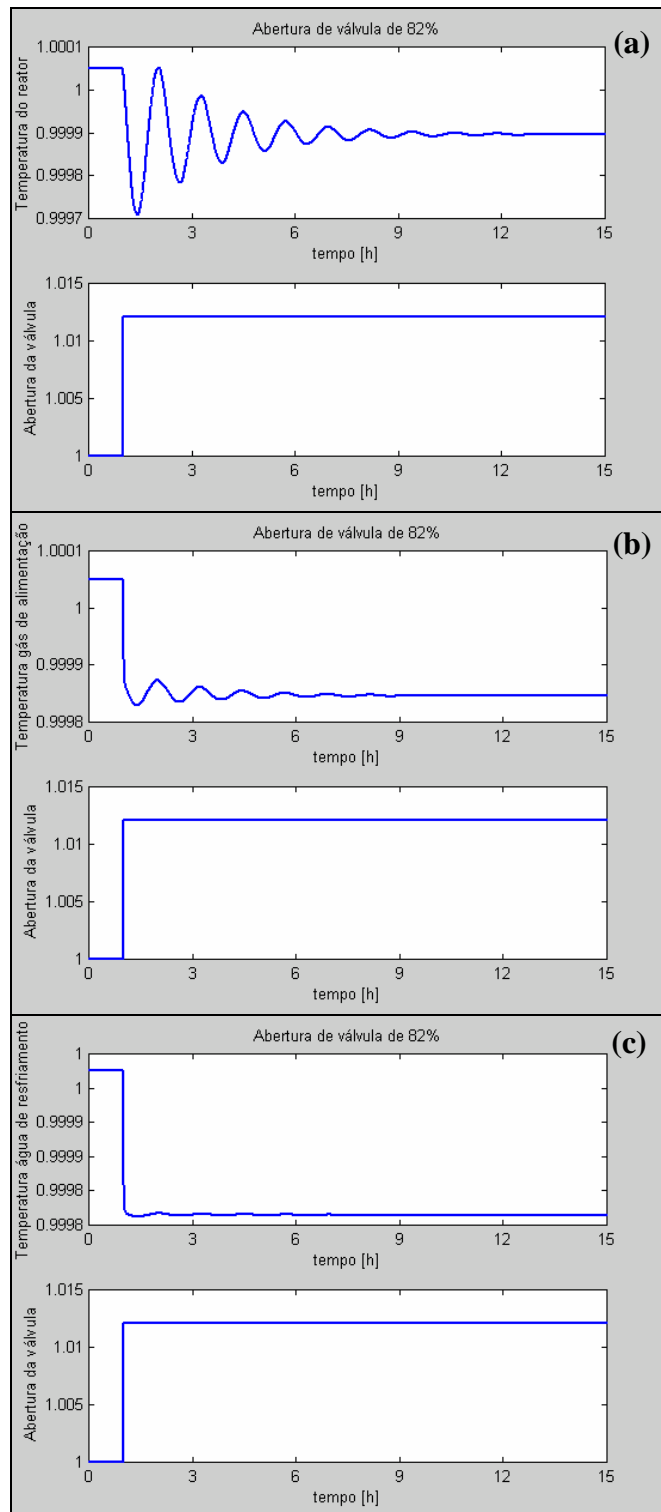 Abertura de válvula de 82%
(a)
Temperatura do reator
1.0001
1
0.9999
0.9998
0.9997
0 3 6 9 12 15
tempo [h]
Abertura da válvula
1.015
1.01
1.005
1
0 3 6 9 12 15
tempo [h]
Abertura de válvula de 82%
(b)
Temperatura gás de alimentação
1.0001
1
0.9999
0.9998
0 3 6 9 12 15
tempo [h]
Abertura da válvula
1.015
1.01
1.005
1
0 3 6 9 12 15
tempo [h]
Abertura de válvula de 82%
(c)
Temperatura água de resfriamento
1
1
0.9999
0.9999
0.9998
0.9998
0 3 6 9 12 15
tempo [h]
Abertura da válvula
1.015
1.01
1.005
1
0 3 6 9 12 15
tempo [h]